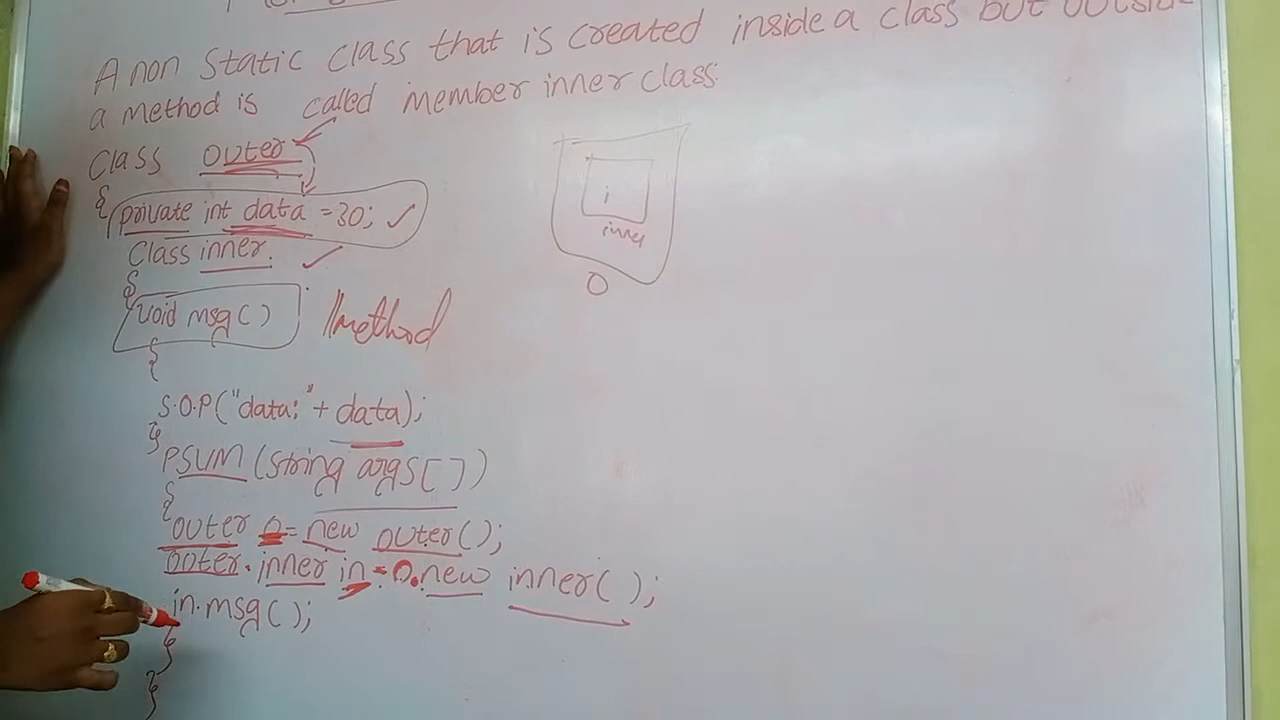 A non static class that is created inside a class but outside
a method is called member inner class.
Class outer
{
private int data = 30; ✓
Class inner.
{
void msg() //method
{
S.O.P("data:" + data);
}
PSVM (string args[])
{
outer o = new outer();
outer.inner in = o.new inner();
in.msg();
}
}
i
inner
O